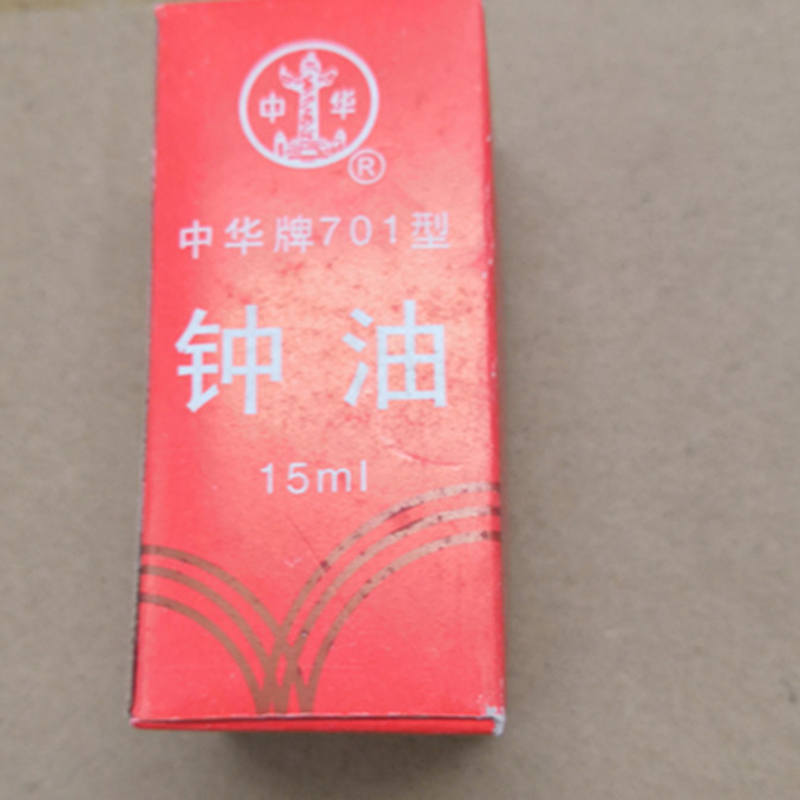 中 华
®
中华牌701型
钟油
15ml